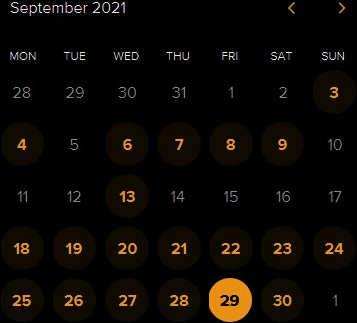 September 2021
MON TUE WED THU FRI SAT SUN
28 29 30 31 1 2 3
4 5 6 7 8 9 10
11 12 13 14 15 16 17
18 19 20 21 22 23 24
25 26 27 28 29 30 1